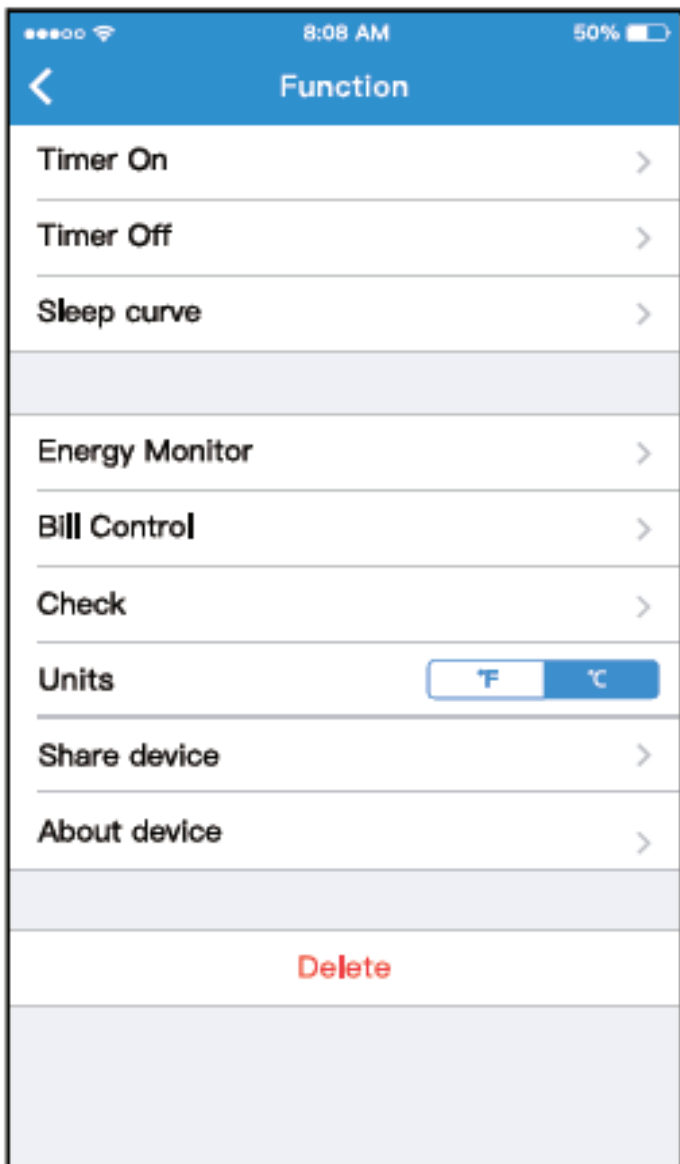 8:08 AM 50%
Function
Timer On
Timer Off
Sleep curve
Energy Monitor
Bill Control
Check
Units °F °C
Share device
About device
Delete